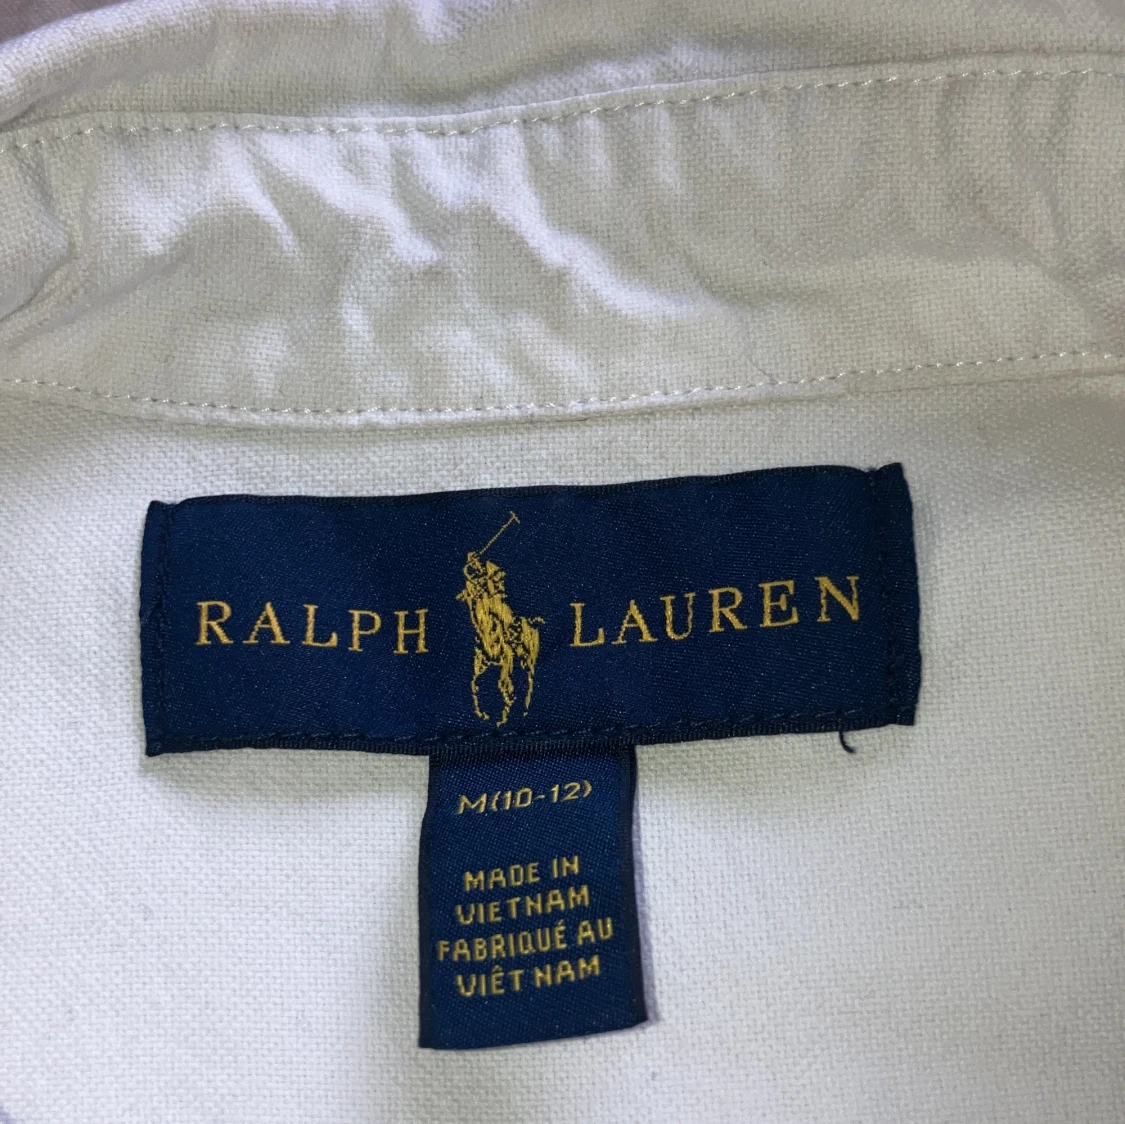 RALPH LAUREN
M(10-12)
MADE IN
VIETNAM
FABRIQUÉ AU
VIÊT NAM